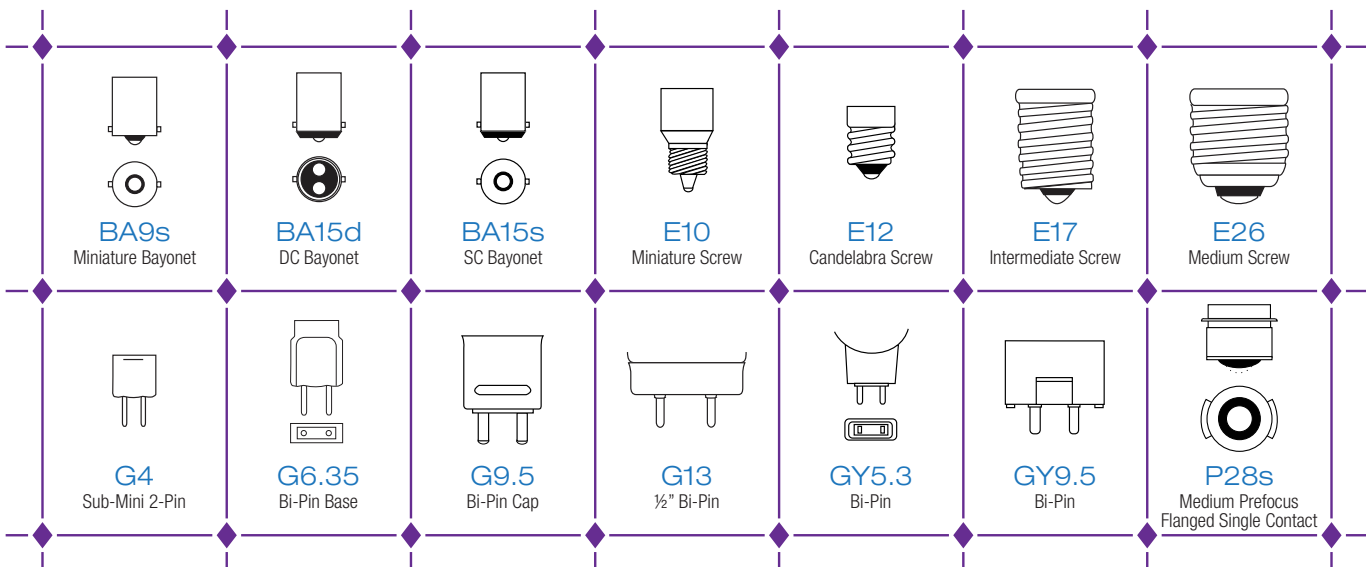 BA9s
Miniature Bayonet
BA15d
DC Bayonet
BA15s
SC Bayonet
E10
Miniature Screw
E12
Candelabra Screw
E17
Intermediate Screw
E26
Medium Screw
G4
Sub-Mini 2-Pin
G6.35
Bi-Pin Base
G9.5
Bi-Pin Cap
G13
½” Bi-Pin
GY5.3
Bi-Pin
GY9.5
Bi-Pin
P28s
Medium Prefocus
Flanged Single Contact